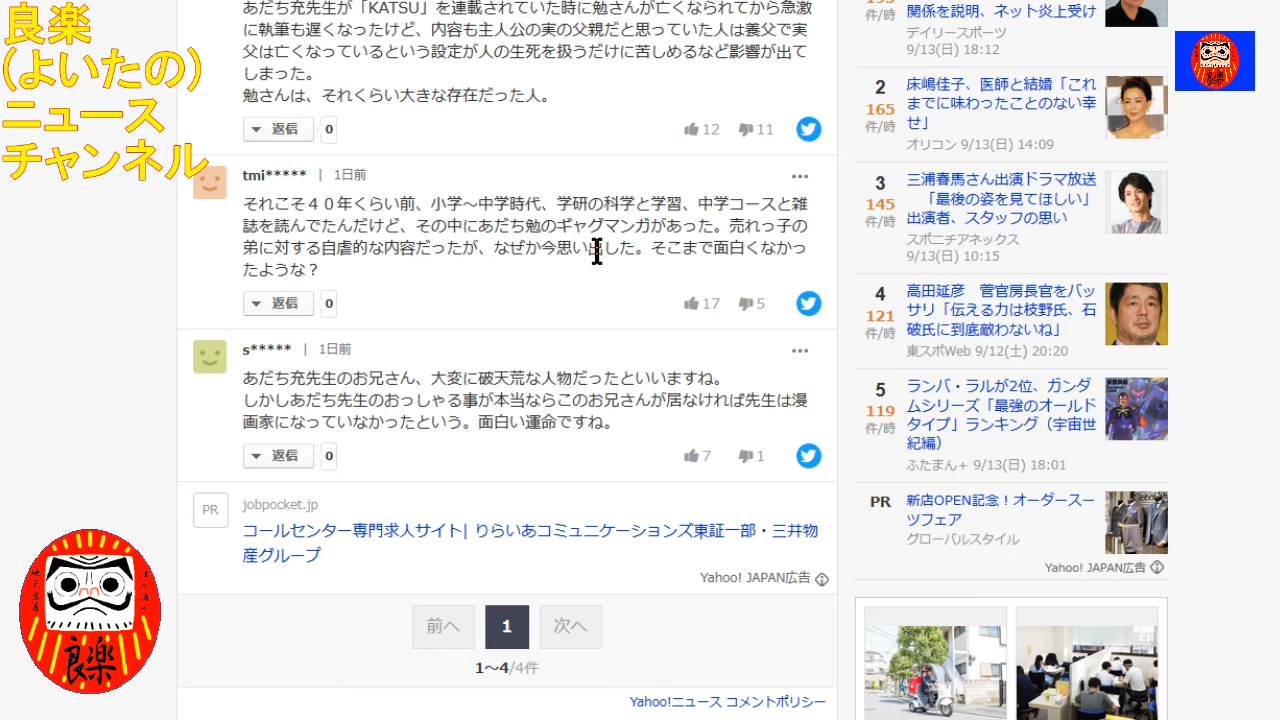 良楽
(よいたの)
ニュース
チャンネル
あだち充先生が「KATSU」を連載されていた時に勉さんが亡くなられてから急激
に執筆も遅くなったけど、内容も主人公の実の父親だと思っていた人は養父で実
父は亡くなっているという設定が人の生死を扱うだけに苦しめるなど影響が出て
しまった。
勉さんは、それくらい大きな存在だった人。
返信 0
12 11
tmi***** | 1日前
それこそ４０年くらい前、小学〜中学時代、学研の科学と学習、中学コースと雑
誌を読んでたんだけど、その中にあだち勉のギャグマンガがあった。売れっ子の
弟に対する自虐的な内容だったが、なぜか今思い出した。そこまで面白くなかっ
たような？
返信 0
17 5
s***** | 1日前
あだち充先生のお兄さん、大変に破天荒な人物だったといいますね。
しかしあだち先生のおっしゃる事が本当ならこのお兄さんが居なければ先生は漫
画家になっていなかったという。面白い運命ですね。
返信 0
7 1
PR
jobpocket.jp
コールセンター専門求人サイト| りらいあコミュニケーションズ東証一部・三井物
産グループ
Yahoo! JAPAN広告
前へ 1 次へ
1〜4/4件
Yahoo!ニュース コメントポリシー
件/時
関係を説明、ネット炎上受け
デイリースポーツ
9/13(日) 18:12
2
165
件/時
床嶋佳子、医師と結婚「これ
までに味わったことのない幸
せ」
オリコン 9/13(日) 14:09
3
145
件/時
三浦春馬さん出演ドラマ放送
「最後の姿を見てほしい」
出演者、スタッフの思い
スポニチアネックス
9/13(日) 10:15
4
121
件/時
高田延彦 菅官房長官をバッ
サリ「伝える力は枝野氏、石
破氏に到底敵わないね」
東スポWeb 9/12(土) 20:20
5
119
件/時
ランバ・ラルが2位、ガンダ
ムシリーズ「最強のオールド
タイプ」ランキング（宇宙世
紀編）
ふたまん＋ 9/13(日) 18:01
PR
新店OPEN記念！オーダースー
ツフェア
グローバルスタイル
Yahoo! JAPAN広告
良楽
良楽